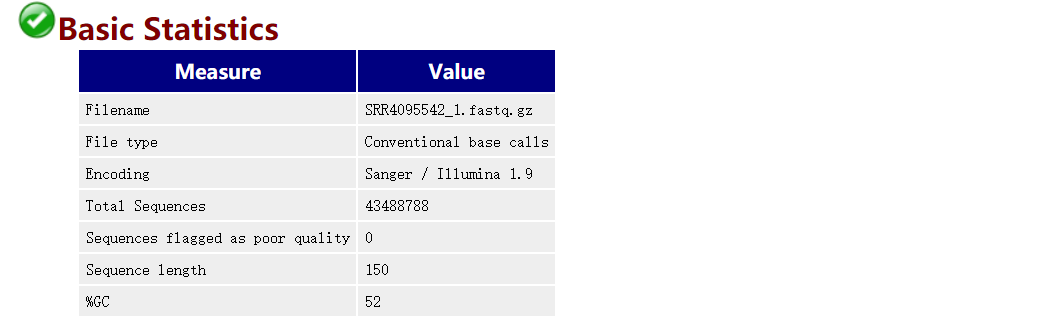 Basic Statistics
Measure Value
Filename SRR4095542_1.fastq.gz
File type Conventional base calls
Encoding Sanger / Illumina 1.9
Total Sequences 43488788
Sequences flagged as poor quality 0
Sequence length 150
%GC 52